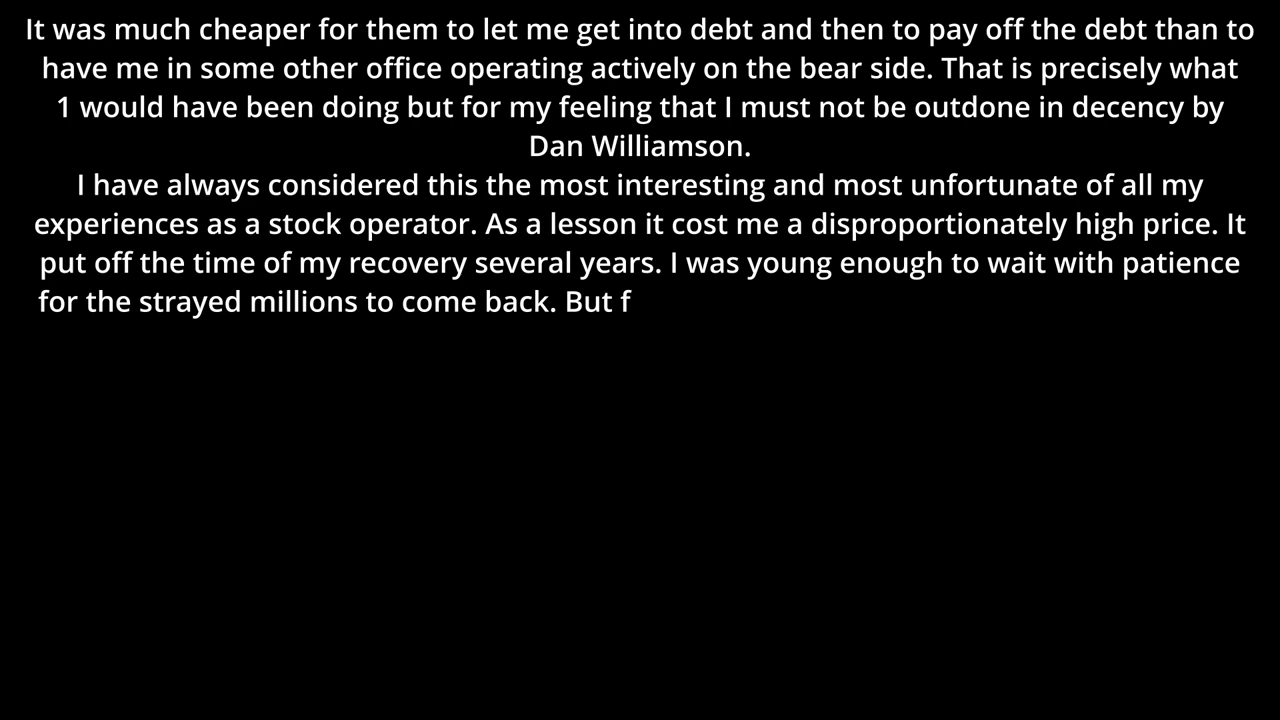 It was much cheaper for them to let me get into debt and then to pay off the debt than to
have me in some other office operating actively on the bear side. That is precisely what
1 would have been doing but for my feeling that I must not be outdone in decency by
Dan Williamson.
I have always considered this the most interesting and most unfortunate of all my
experiences as a stock operator. As a lesson it cost me a disproportionately high price. It
put off the time of my recovery several years. I was young enough to wait with patience
for the strayed millions to come back. But f